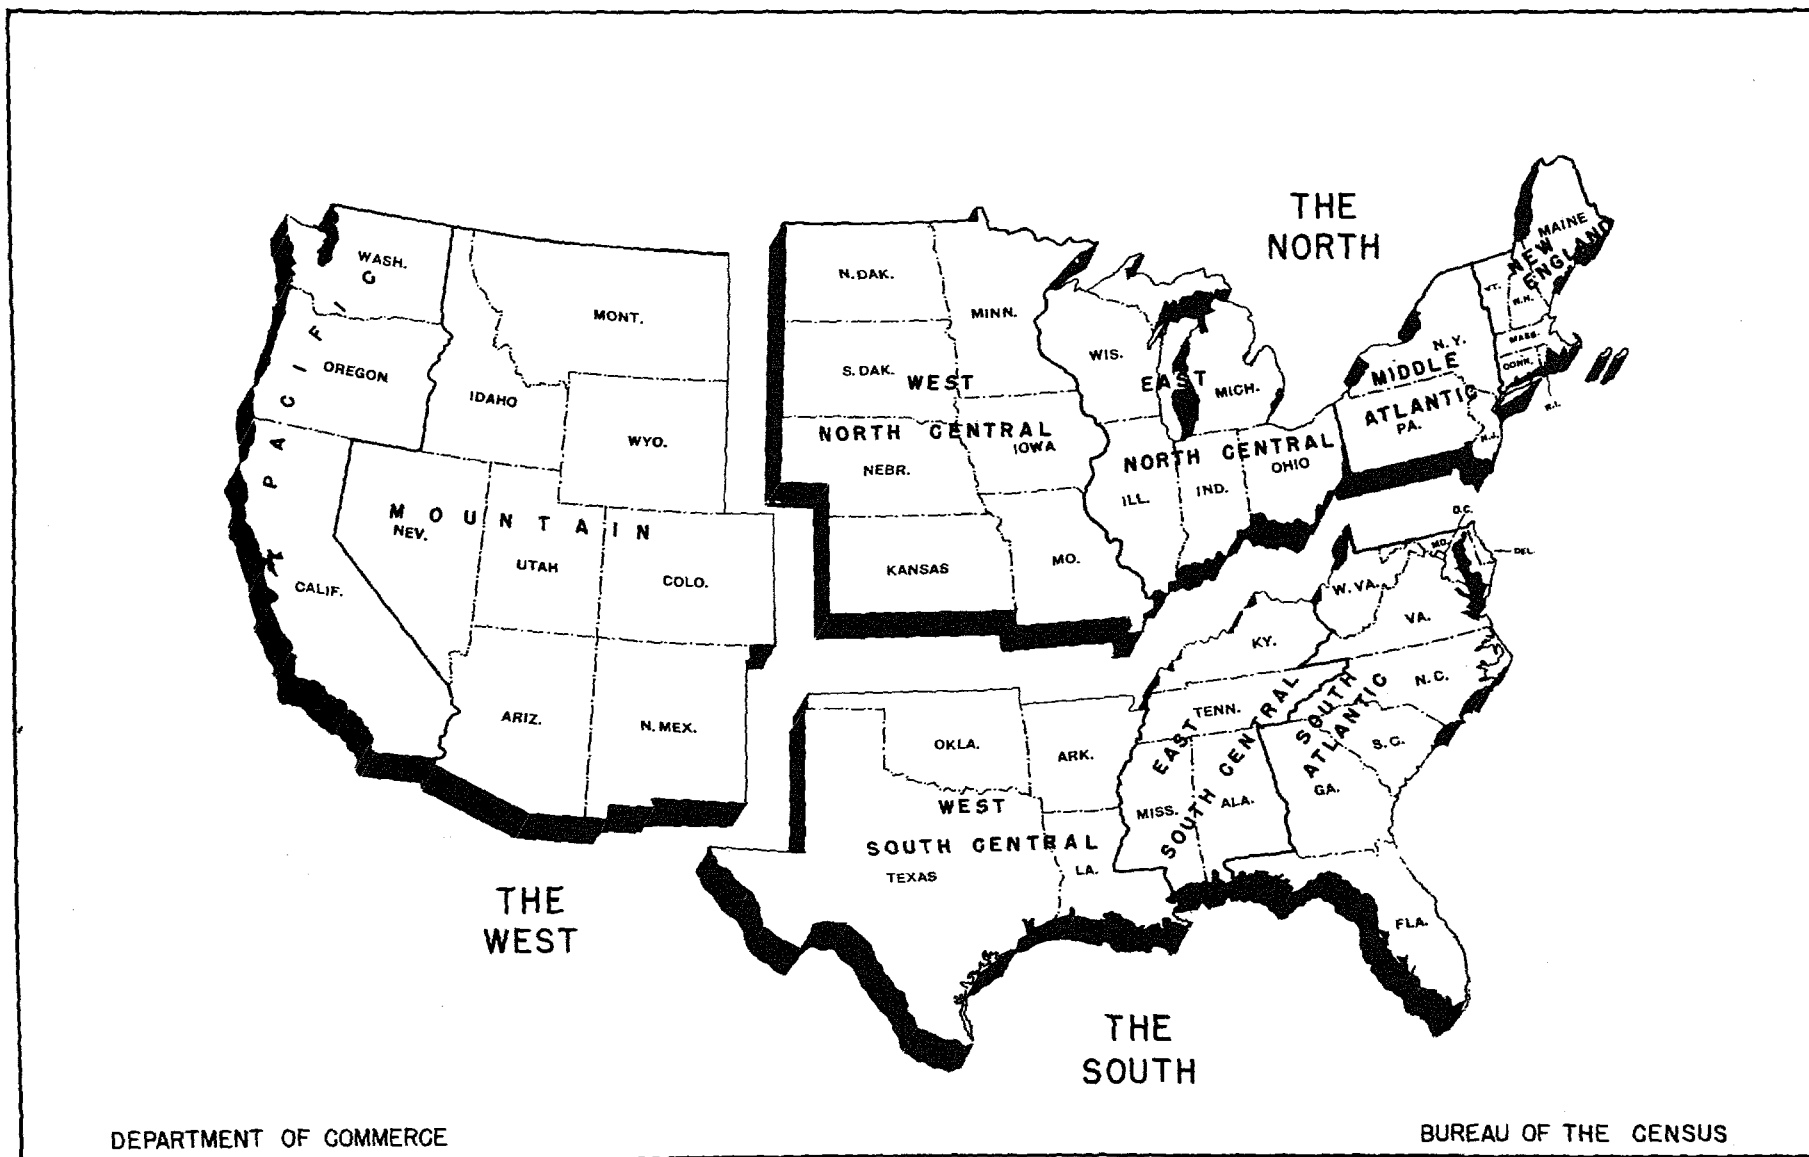 THE
NORTH
MAINE
NEW
ENGLAND
VT.
N.H.
MASS.
CONN.
R.I.
WASH.
PACIFIC
OREGON
MONT.
IDAHO
WYO.
N. DAK.
MINN.
S. DAK.
WEST
NORTH CENTRAL
IOWA
NEBR.
KANSAS
MO.
WIS.
EAST
MICH.
NORTH CENTRAL
OHIO
ILL.
IND.
N.Y.
MIDDLE
ATLANTIC
PA.
N.J.
MOUNTAIN
NEV.
UTAH
COLO.
CALIF.
ARIZ.
N. MEX.
D.C.
MD.
DEL.
W. VA.
VA.
KY.
N.C.
TENN.
SOUTH
ATLANTIC
S.C.
GA.
EAST
SOUTH CENTRAL
MISS.
ALA.
OKLA.
ARK.
WEST
SOUTH CENTRAL
TEXAS
LA.
FLA.
THE
WEST
THE
SOUTH
DEPARTMENT OF COMMERCE
BUREAU OF THE CENSUS